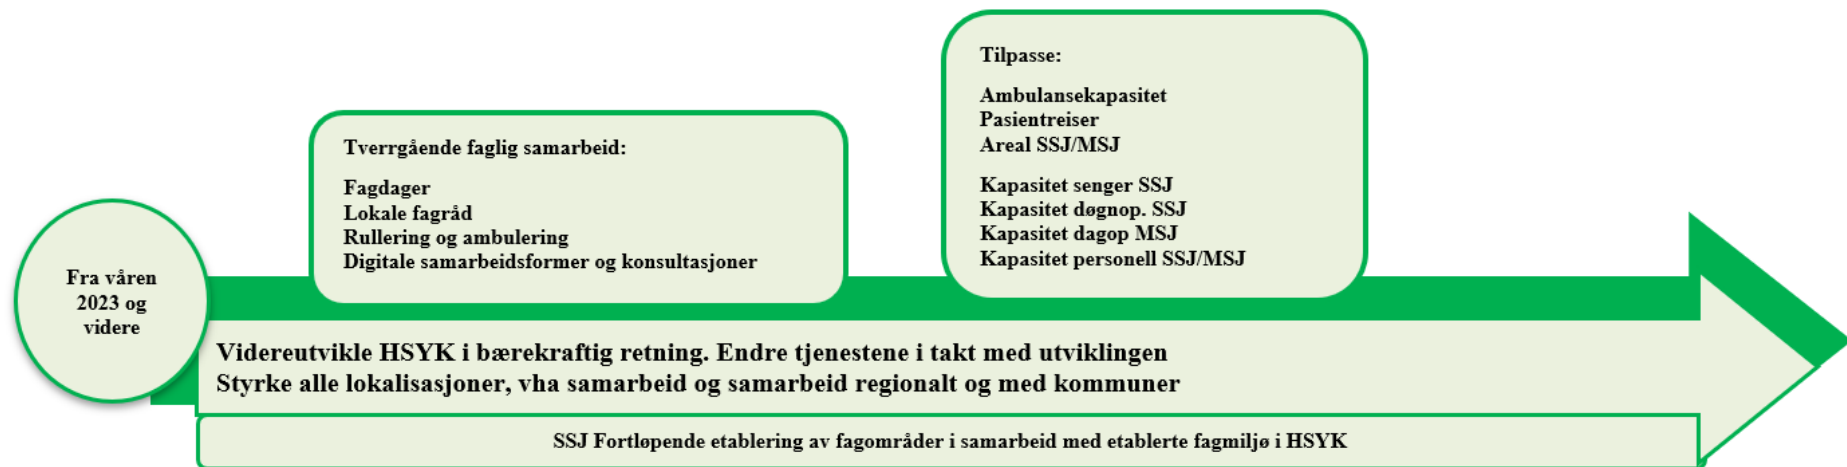 Fra våren
2023 og
videre
Tverrgående faglig samarbeid:
Fagdager
Lokale fagråd
Rullering og ambulering
Digitale samarbeidsformer og konsultasjoner
Tilpasse:
Ambulansekapasitet
Pasientreiser
Areal SSJ/MSJ
Kapasitet senger SSJ
Kapasitet døgnop. SSJ
Kapasitet dagop MSJ
Kapasitet personell SSJ/MSJ
Videreutvikle HSYK i bærekraftig retning. Endre tjenestene i takt med utviklingen
Styrke alle lokalisasjoner, vha samarbeid og samarbeid regionalt og med kommuner
SSJ Fortløpende etablering av fagområder i samarbeid med etablerte fagmiljø i HSYK